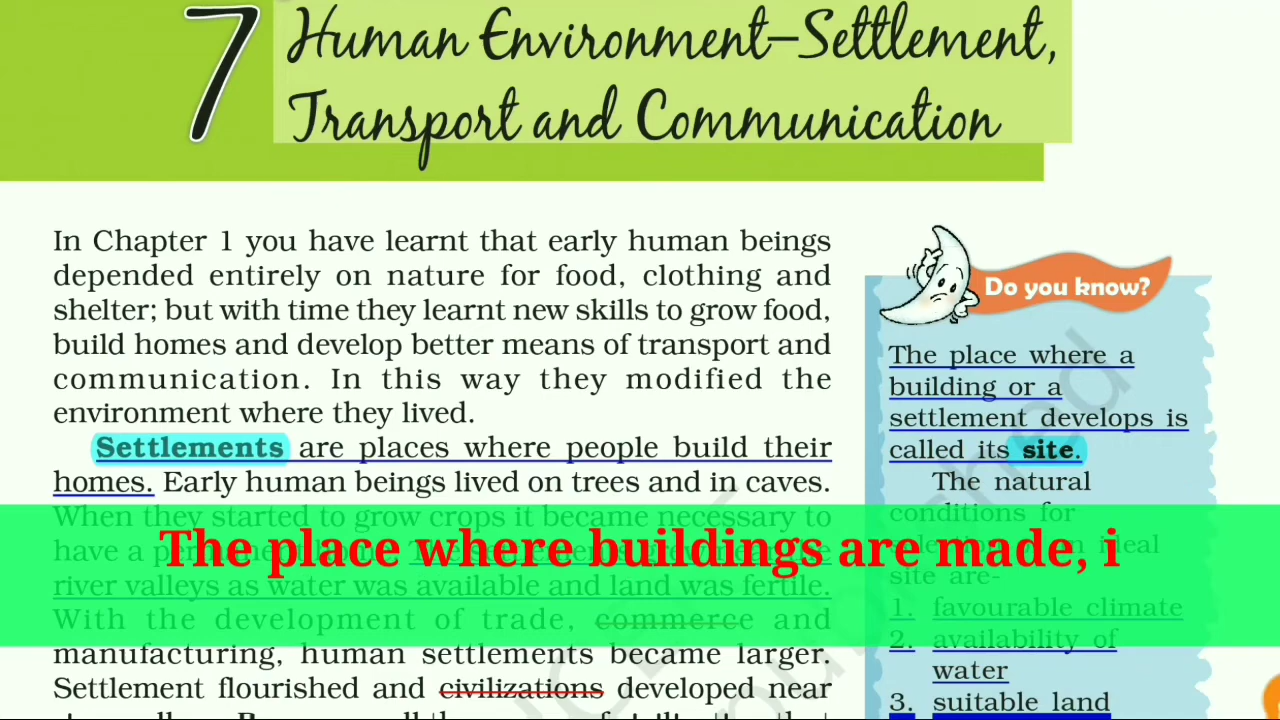 7
Human Environment–Settlement,
Transport and Communication
In Chapter 1 you have learnt that early human beings
depended entirely on nature for food, clothing and
shelter; but with time they learnt new skills to grow food,
build homes and develop better means of transport and
communication. In this way they modified the
environment where they lived.
Settlements are places where people build their
homes. Early human beings lived on trees and in caves.
When they started to grow crops it became necessary to
have a
river valleys as water was available and land was fertile.
With the development of trade, commerce and
manufacturing, human settlements became larger.
Settlement flourished and civilizations developed near
The place where buildings are made, i
Do you know?
The place where a
building or a
settlement develops is
called its site.
The natural
conditions for
ideal
site are-
1. favourable climate
2. availability of
water
3. suitable land